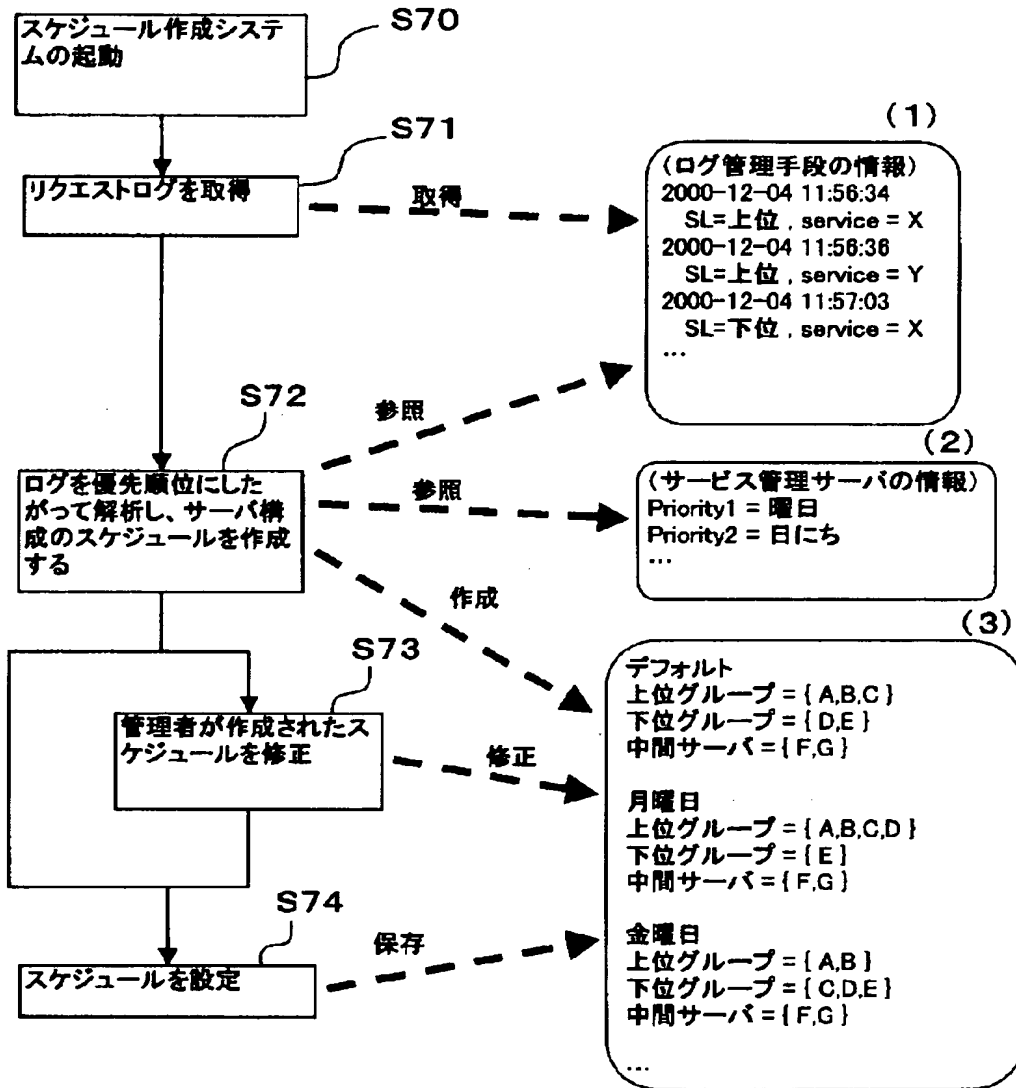 スケジュール作成システ
ムの起動
S70
S71
リクエストログを取得
取得
(1)
(ログ管理手段の情報)
2000-12-04 11:56:34
SL=上位 , service = X
2000-12-04 11:56:36
SL=上位 , service = Y
2000-12-04 11:57:03
SL=下位 , service = X
...
S72
参照
ログを優先順位にした
がって解析し、サーバ構
成のスケジュールを作成
する
参照
(2)
(サービス管理サーバの情報)
Priority1 = 曜日
Priority2 = 日にち
...
作成
S73
管理者が作成されたス
ケジュールを修正
修正
(3)
デフォルト
上位グループ = { A,B,C }
下位グループ = { D,E }
中間サーバ = { F,G }
月曜日
上位グループ = { A,B,C,D }
下位グループ = { E }
中間サーバ = { F,G }
金曜日
上位グループ = { A,B }
下位グループ = { C,D,E }
中間サーバ = { F,G }
...
S74
スケジュールを設定
保存